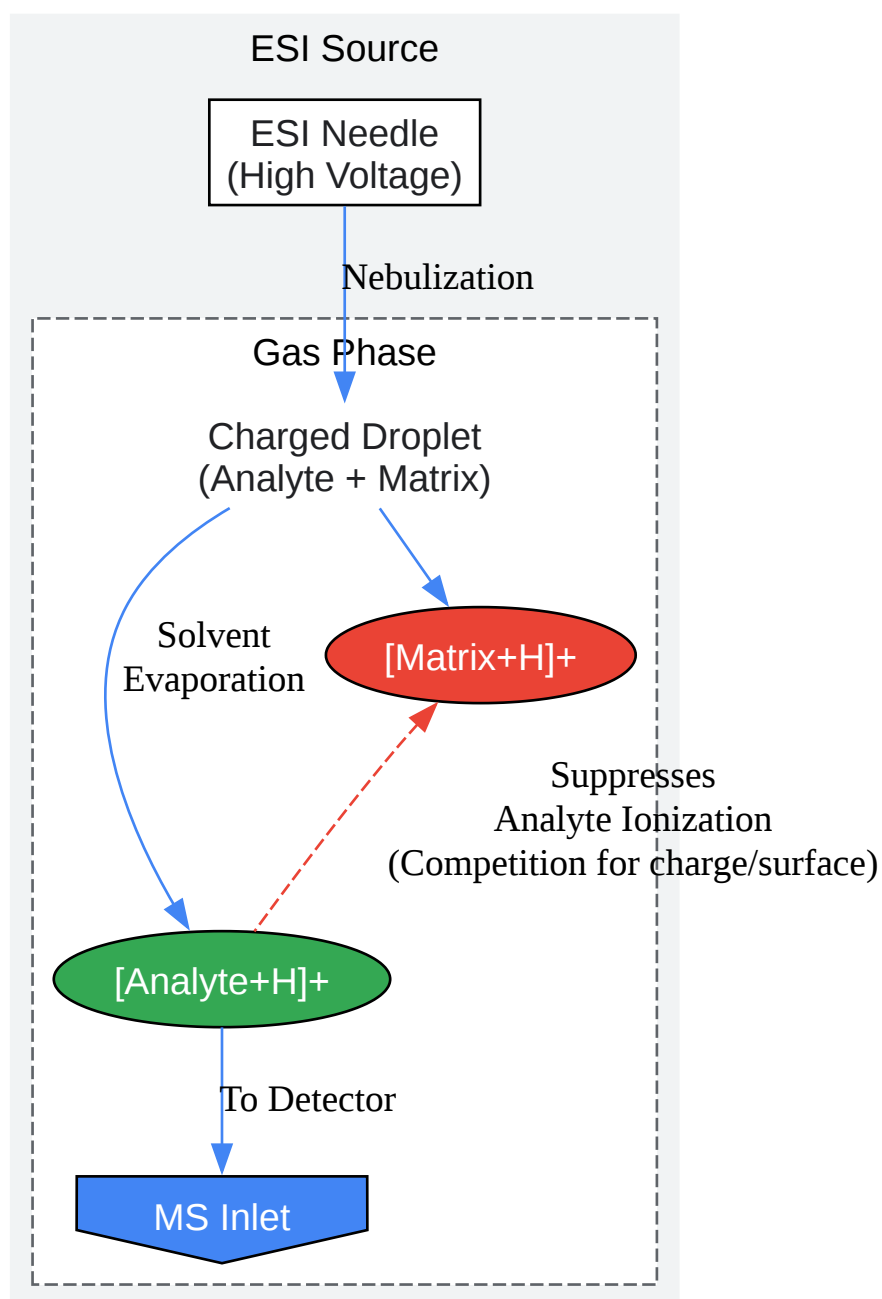 ESI Source
ESI Needle
(High Voltage)
Nebulization
Gas Phase
Charged Droplet
(Analyte + Matrix)
Solvent
Evaporation
[Matrix+H]+
Suppresses
Analyte Ionization
(Competition for charge/surface)
[Analyte+H]+
To Detector
MS Inlet